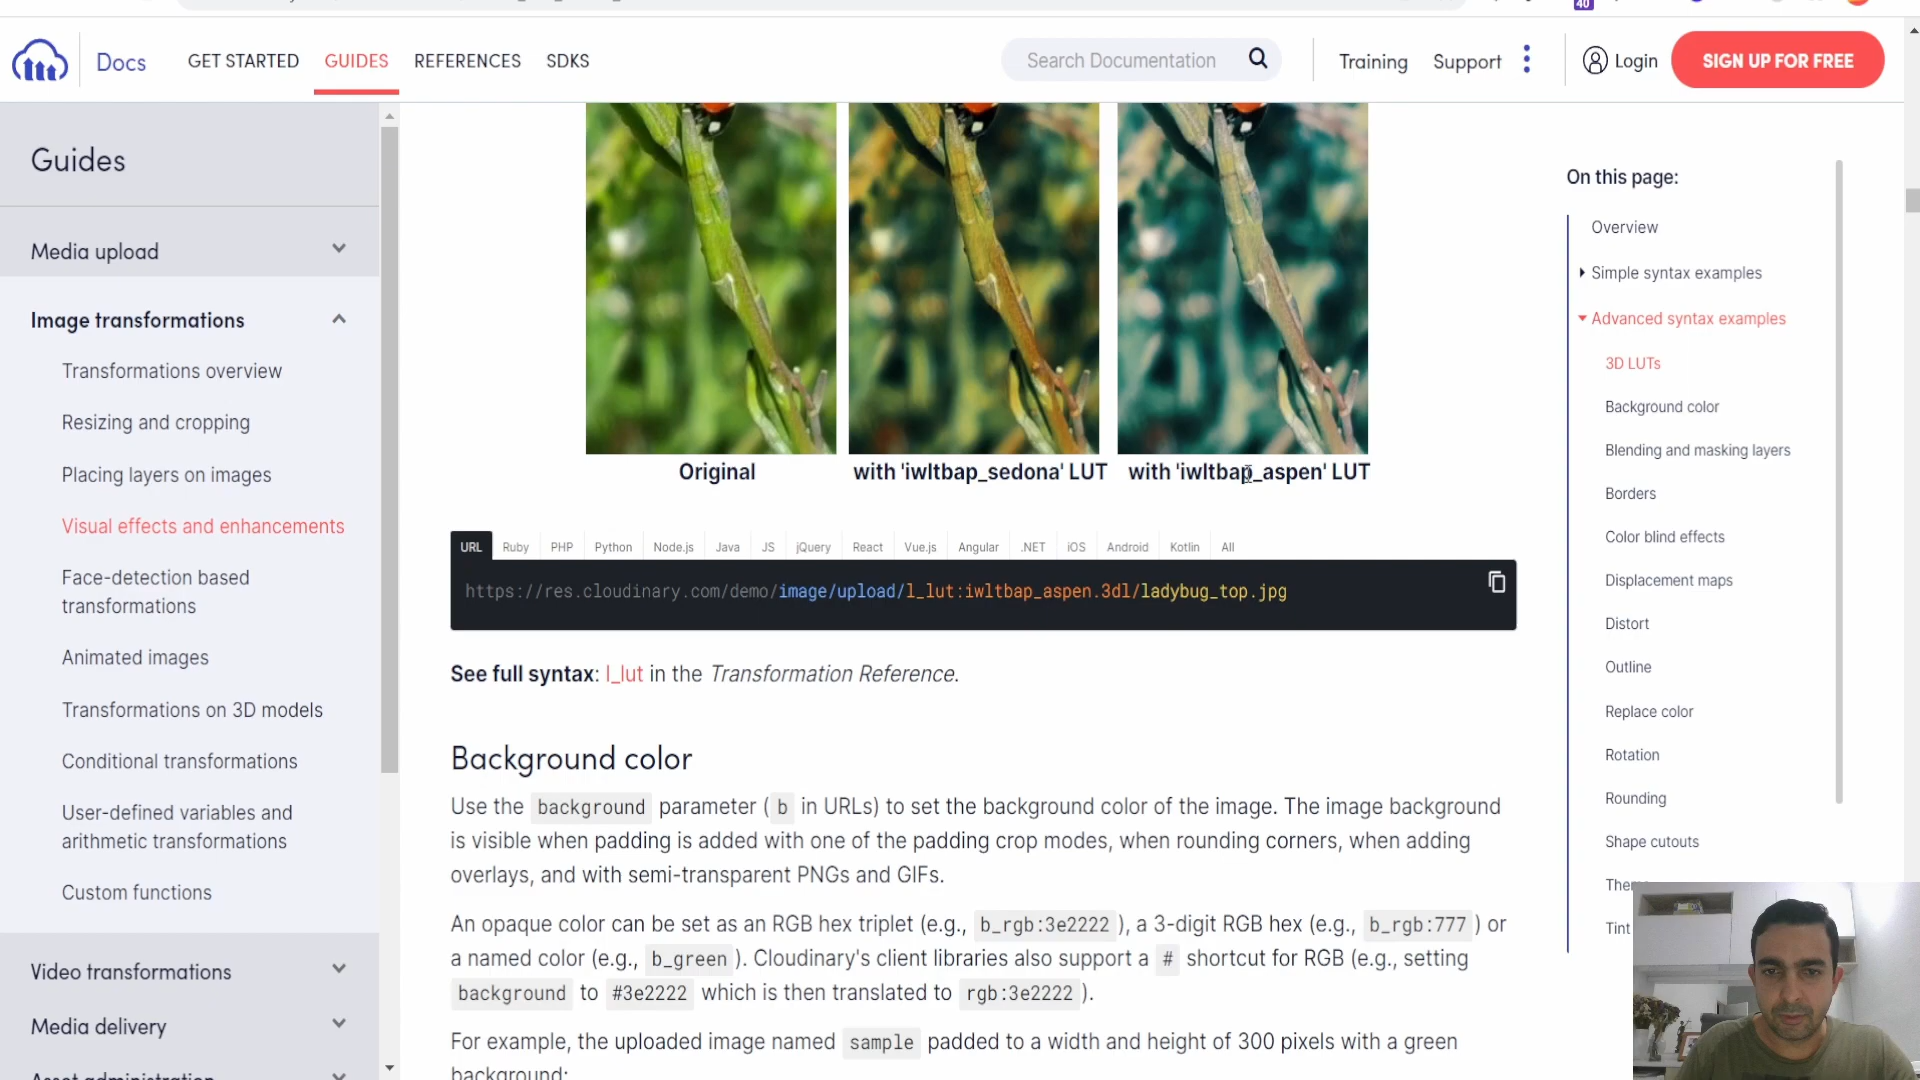 40
Docs GET STARTED GUIDES REFERENCES SDKS Search Documentation Training Support Login SIGN UP FOR FREE
Guides
Media upload
Image transformations
Transformations overview
Resizing and cropping
Placing layers on images
Visual effects and enhancements
Face-detection based
transformations
Animated images
Transformations on 3D models
Conditional transformations
User-defined variables and
arithmetic transformations
Custom functions
Video transformations
Media delivery
Asset administration
Original with 'iwltbap_sedona' LUT with 'iwltbap_aspen' LUT
URL Ruby PHP Python Node.js Java JS jQuery React Vue.js Angular .NET iOS Android Kotlin All
https://res.cloudinary.com/demo/image/upload/l_lut:iwltbap_aspen.3dl/ladybug_top.jpg
See full syntax: l_lut in the Transformation Reference.
Background color
Use the background parameter ( b in URLs) to set the background color of the image. The image background
is visible when padding is added with one of the padding crop modes, when rounding corners, when adding
overlays, and with semi-transparent PNGs and GIFs.
An opaque color can be set as an RGB hex triplet (e.g., b_rgb:3e2222 ), a 3-digit RGB hex (e.g., b_rgb:777 ) or
a named color (e.g., b_green ). Cloudinary's client libraries also support a # shortcut for RGB (e.g., setting
background to #3e2222 which is then translated to rgb:3e2222 ).
For example, the uploaded image named sample padded to a width and height of 300 pixels with a green
background:
On this page:
Overview
Simple syntax examples
Advanced syntax examples
3D LUTs
Background color
Blending and masking layers
Borders
Color blind effects
Displacement maps
Distort
Outline
Replace color
Rotation
Rounding
Shape cutouts
Tint